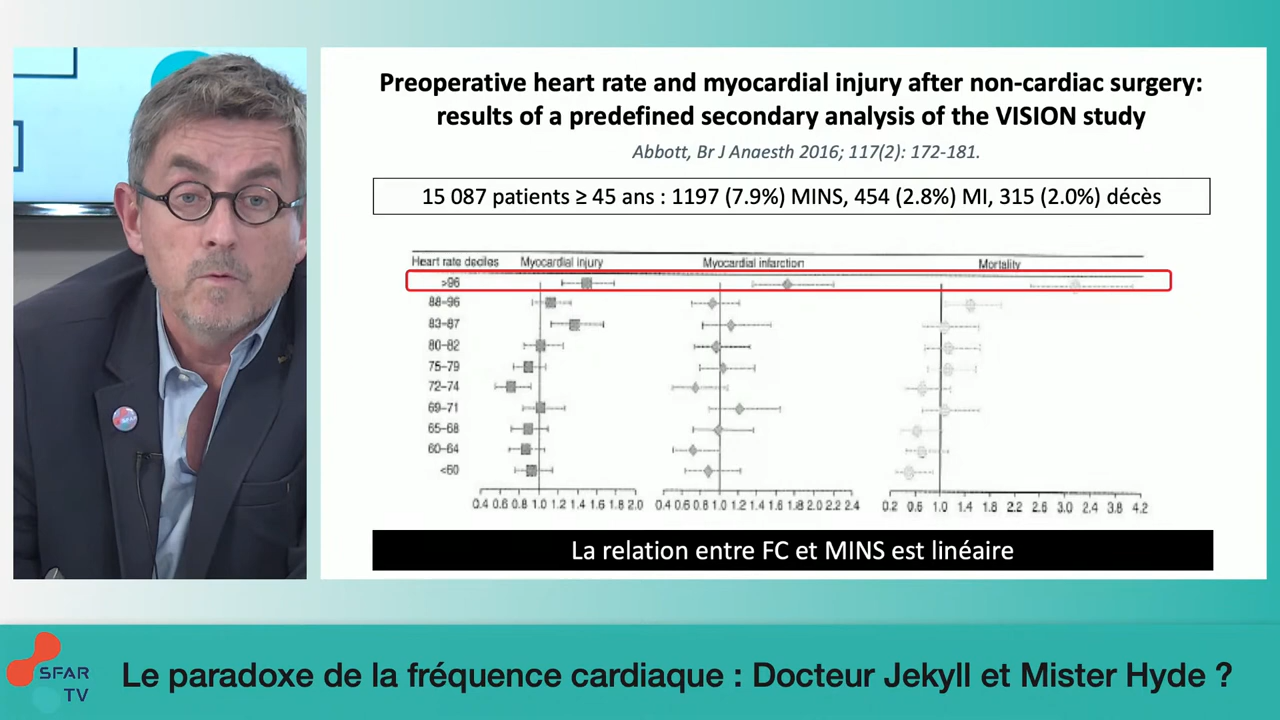 Preoperative heart rate and myocardial injury after non-cardiac surgery:
results of a predefined secondary analysis of the VISION study
Abbott, Br J Anaesth 2016; 117(2): 172-181.
15 087 patients ≥ 45 ans : 1197 (7.9%) MINS, 454 (2.8%) MI, 315 (2.0%) décès
Heart rate deciles Myocardial injury Myocardial infarction Mortality
>96
88–96
83–87
80–82
75–79
72–74
69–71
65–68
60–64
<60
0.4 0.6 0.8 1.0 1.2 1.4 1.6 1.8 2.0 0.4 0.6 0.8 1.0 1.2 1.4 1.6 1.8 2.0 2.2 2.4 0.2 0.6 1.0 1.4 1.8 2.2 2.6 3.0 3.4 3.8 4.2
La relation entre FC et MINS est linéaire
SFAR
SFAR
TV
Le paradoxe de la fréquence cardiaque : Docteur Jekyll et Mister Hyde ?